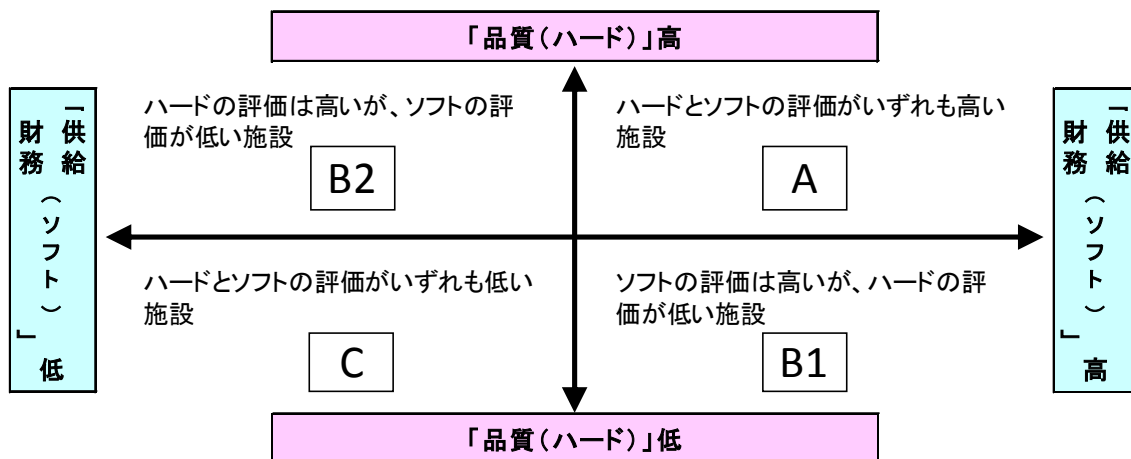 「品質(ハード)」高
「供給
財務
(ソフト)」
低
ハードの評価は高いが、ソフトの評
価が低い施設
B2
ハードとソフトの評価がいずれも高い
施設
A
「供給
財務
(ソフト)」
高
ハードとソフトの評価がいずれも低い
施設
C
ソフトの評価は高いが、ハードの評
価が低い施設
B1
「品質(ハード)」低